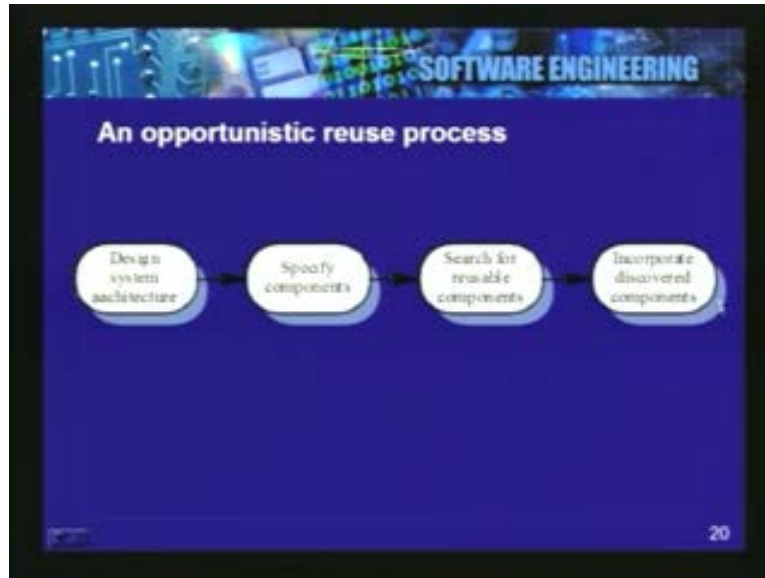 SOFTWARE ENGINEERING
An opportunistic reuse process
Design
system
architecture
Specify
components
Search for
reusable
components
Incorporate
discovered
components
20